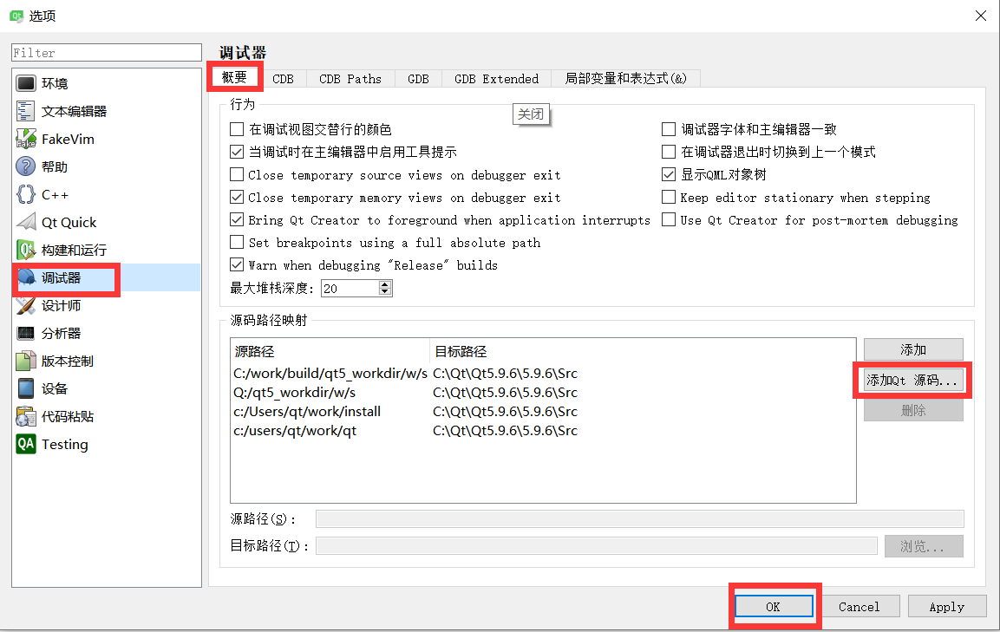 Qt 选项
Filter
环境
文本编辑器
FakeVim
帮助
C++
Qt Quick
构建和运行
调试器
设计师
分析器
版本控制
设备
代码粘贴
QA Testing
调试器
概要 CDB CDB Paths GDB GDB Extended 局部变量和表达式(&)
行为
关闭
在调试视图交替行的颜色
调试器字体和主编辑器一致
当调试时在主编辑器中启用工具提示
在调试器退出时切换到上一个模式
Close temporary source views on debugger exit
显示QML对象树
Close temporary memory views on debugger exit
Keep editor stationary when stepping
Bring Qt Creator to foreground when application interrupts
Use Qt Creator for post-mortem debugging
Set breakpoints using a full absolute path
Warn when debugging "Release" builds
最大堆栈深度: 20
源码路径映射
源路径 目标路径
C:/work/build/qt5_workdir/w/s C:\Qt\Qt5.9.6\5.9.6\Src
Q:/qt5_workdir/w/s C:\Qt\Qt5.9.6\5.9.6\Src
c:/Users/qt/work/install C:\Qt\Qt5.9.6\5.9.6\Src
c:/users/qt/work/qt C:\Qt\Qt5.9.6\5.9.6\Src
添加
添加Qt 源码...
删除
源路径(S):
目标路径(T):
浏览...
OK Cancel Apply